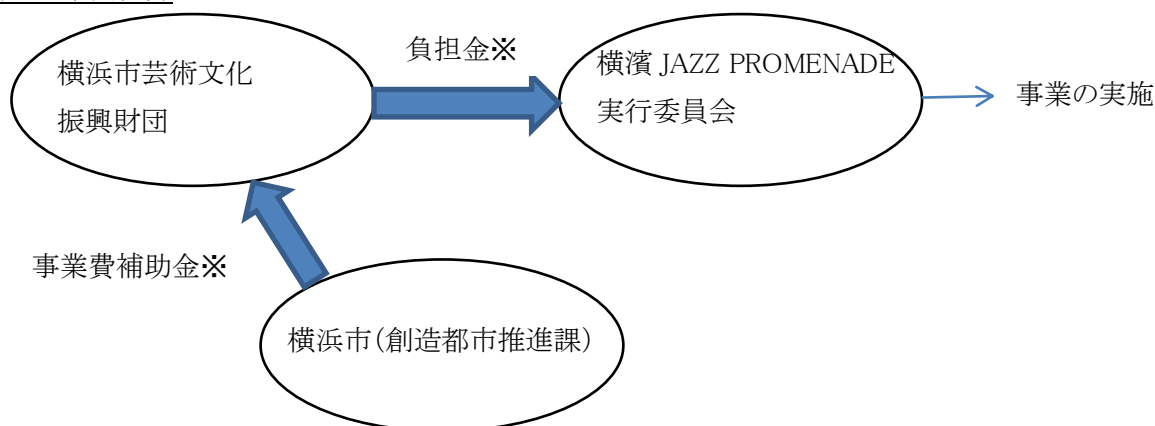 負担金※
横浜市芸術文化
振興財団
横濱 JAZZ PROMENADE
実行委員会
事業の実施
事業費補助金※
横浜市(創造都市推進課)